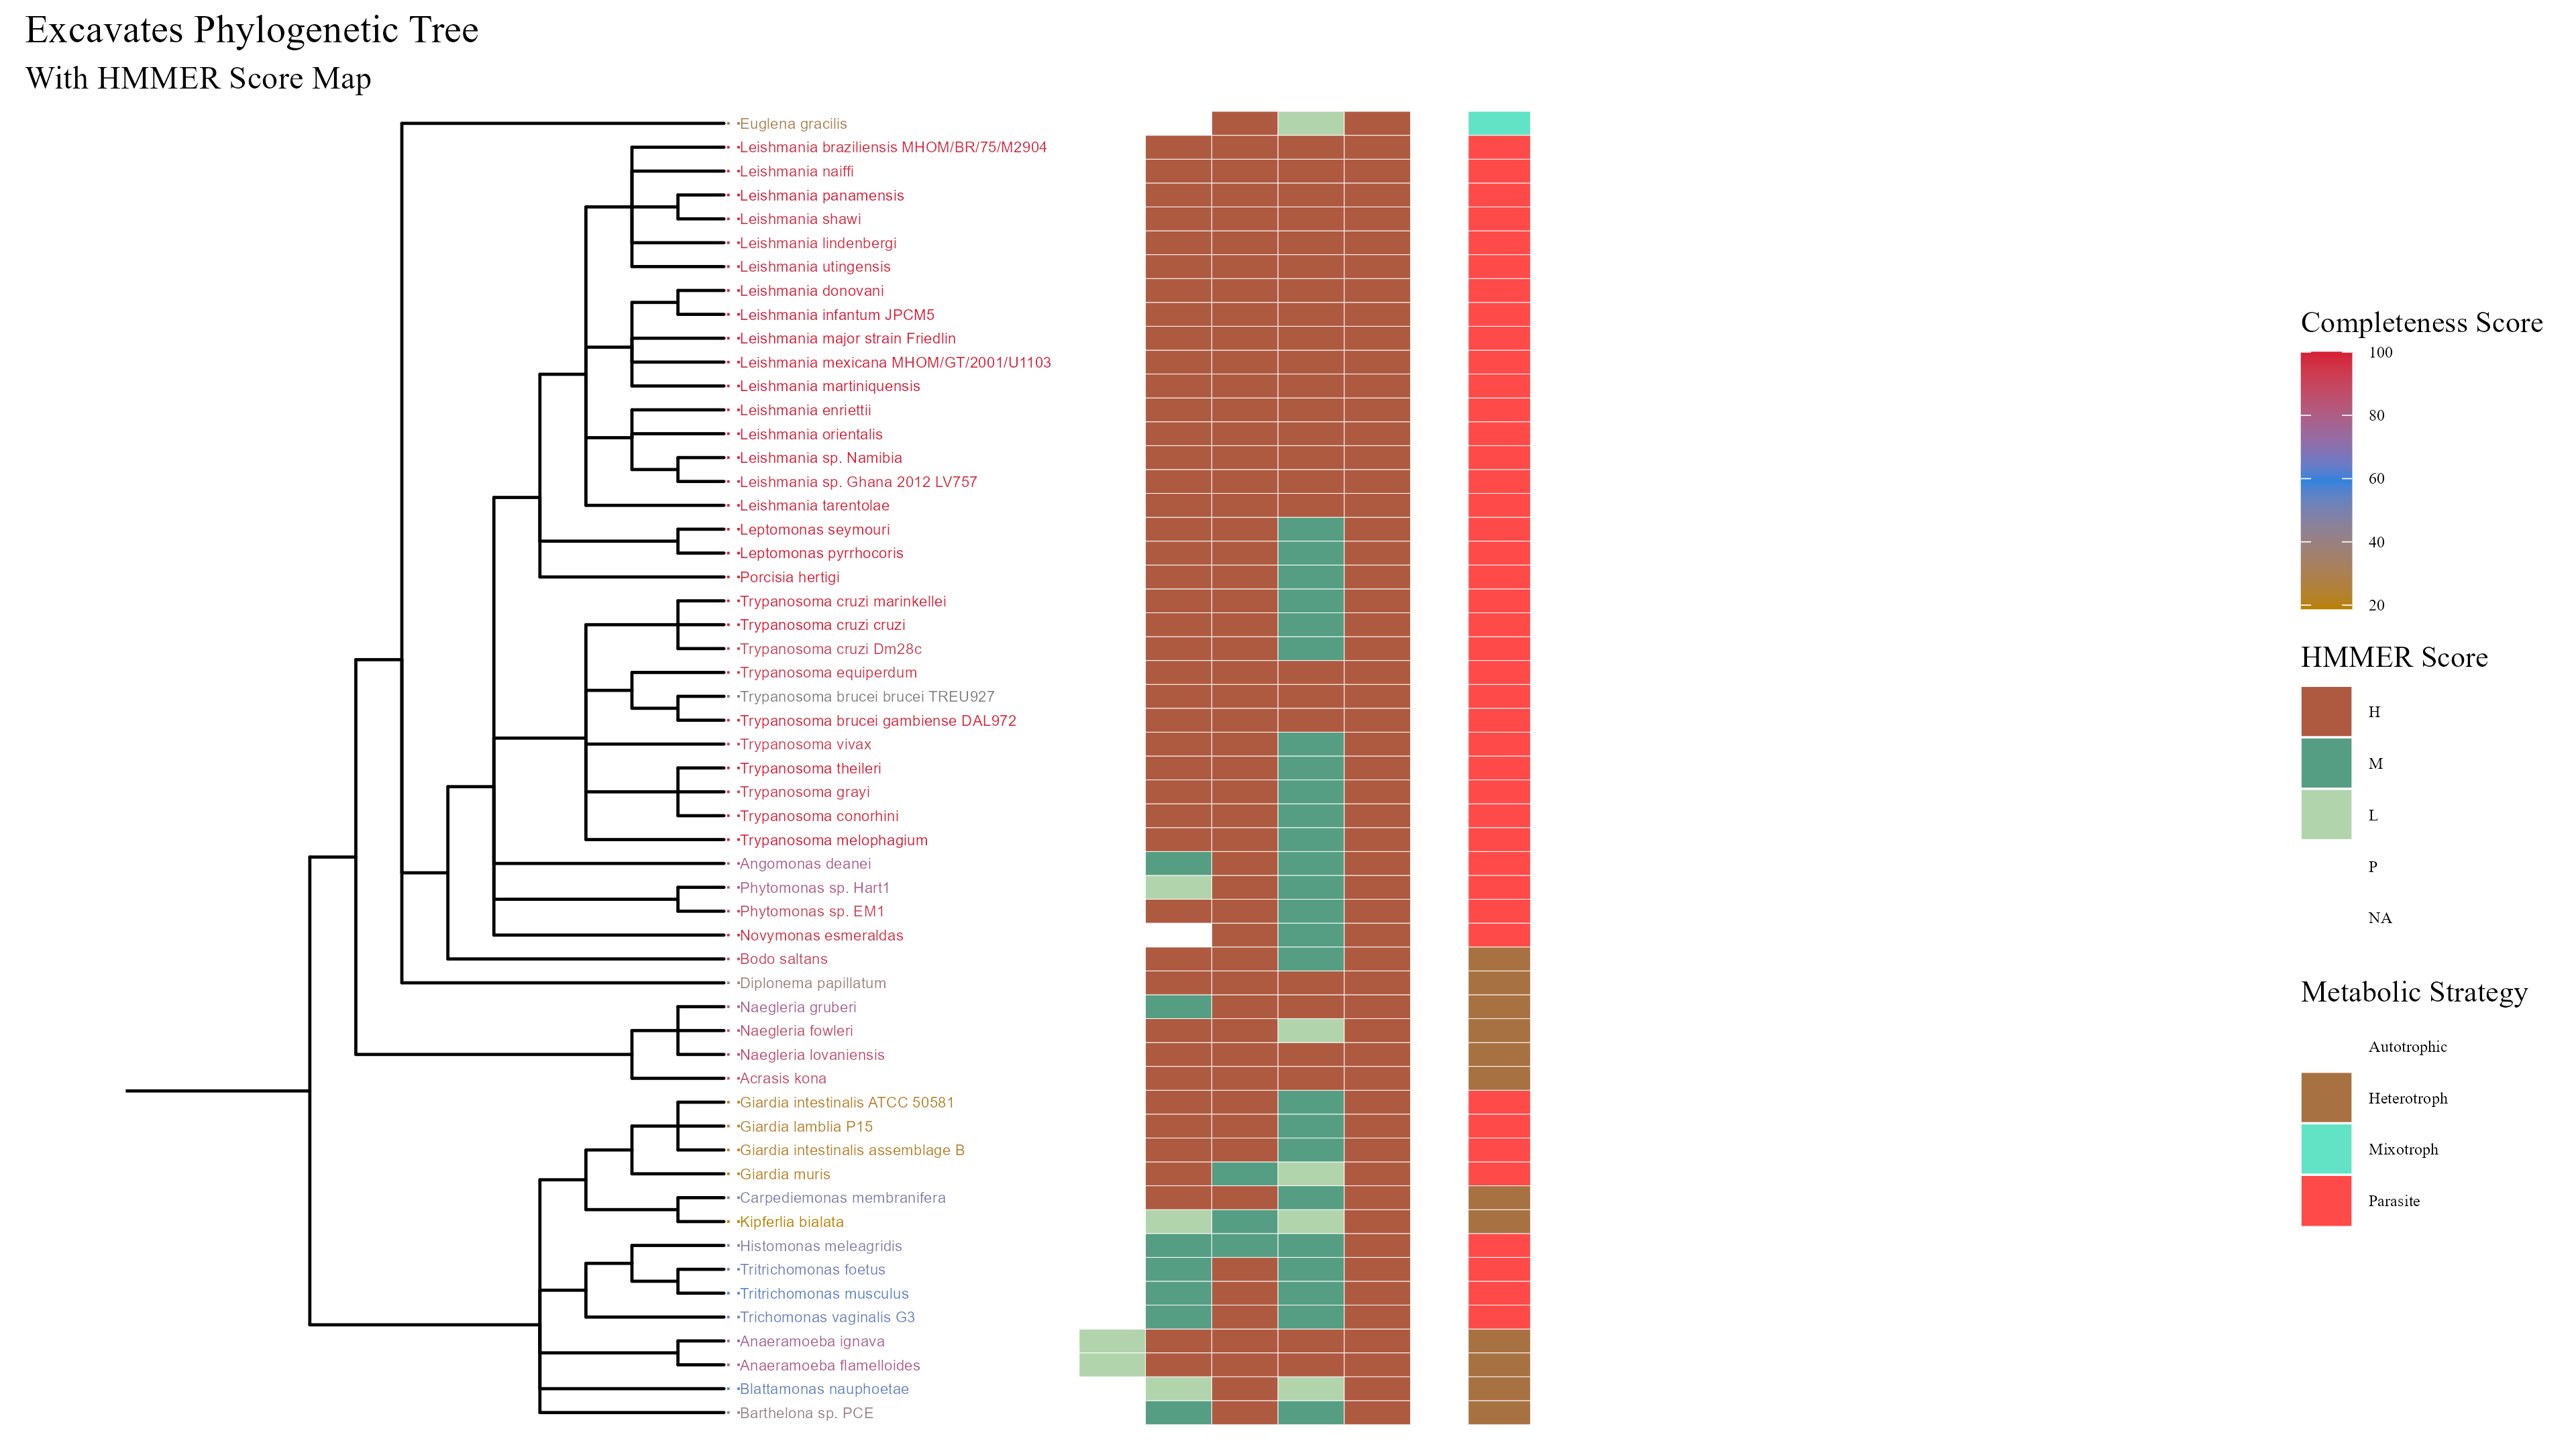 Excavates Phylogenetic Tree
With HMMER Score Map
Euglena gracilis
Leishmania braziliensis MHOM/BR/75/M2904
Leishmania naiffi
Leishmania panamensis
Leishmania shawi
Leishmania lindenbergi
Leishmania utingensis
Leishmania donovani
Leishmania infantum JPCM5
Leishmania major strain Friedlin
Leishmania mexicana MHOM/GT/2001/U1103
Leishmania martiniquensis
Leishmania enriettii
Leishmania orientalis
Leishmania sp. Namibia
Leishmania sp. Ghana 2012 LV757
Leishmania tarentolae
Leptomonas seymouri
Leptomonas pyrrhocoris
Porcisia hertigi
Trypanosoma cruzi marinkellei
Trypanosoma cruzi cruzi
Trypanosoma cruzi Dm28c
Trypanosoma equiperdum
Trypanosoma brucei brucei TREU927
Trypanosoma brucei gambiense DAL972
Trypanosoma vivax
Trypanosoma theileri
Trypanosoma grayi
Trypanosoma conorhini
Trypanosoma melophagium
Angomonas deanei
Phytomonas sp. Hart1
Phytomonas sp. EM1
Novymonas esmeraldas
Bodo saltans
Diplonema papillatum
Naegleria gruberi
Naegleria fowleri
Naegleria lovaniensis
Acrasis kona
Giardia intestinalis ATCC 50581
Giardia lamblia P15
Giardia intestinalis assemblage B
Giardia muris
Carpediemonas membranifera
Kipferlia bialata
Histomonas meleagridis
Tritrichomonas foetus
Tritrichomonas musculus
Trichomonas vaginalis G3
Anaeramoeba ignava
Anaeramoeba flamelloides
Blattamonas nauphoetae
Barthelona sp. PCE
Completeness Score
100
80
60
40
20
HMMER Score
H
M
L
P
NA
Metabolic Strategy
Autotrophic
Heterotroph
Mixotroph
Parasite